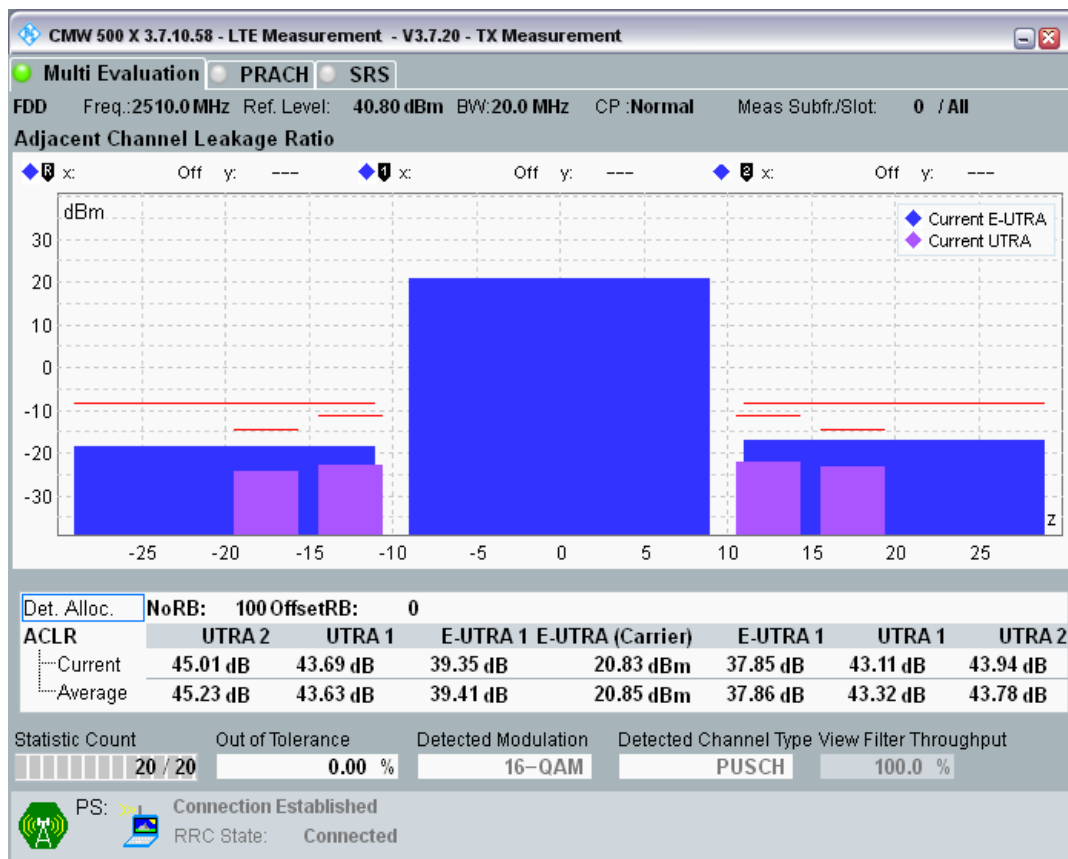 CMW 500 X 3.7.10.58 - LTE Measurement - V3.7.20 - TX Measurement
Multi Evaluation PRACH SRS
FDD Freq.:2510.0 MHz Ref. Level: 40.80 dBm BW:20.0 MHz CP :Normal Meas Subfr./Slot: 0 / All
Adjacent Channel Leakage Ratio
R x: Off y: --- 1 x: Off y: --- 2 x: Off y: ---
dBm
Current E-UTRA
Current UTRA
30
20
10
0
-10
-20
-30
z
-25 -20 -15 -10 -5 0 5 10 15 20 25
Det. Alloc. NoRB: 100 OffsetRB: 0
ACLR UTRA 2 UTRA 1 E-UTRA 1 E-UTRA (Carrier) E-UTRA 1 UTRA 1 UTRA 2
Current 45.01 dB 43.69 dB 39.35 dB 20.83 dBm 37.85 dB 43.11 dB 43.94 dB
Average 45.23 dB 43.63 dB 39.41 dB 20.85 dBm 37.86 dB 43.32 dB 43.78 dB
Statistic Count Out of Tolerance Detected Modulation Detected Channel Type View Filter Throughput
20 / 20 0.00 % 16-QAM PUSCH 100.0 %
PS: Connection Established
RRC State: Connected